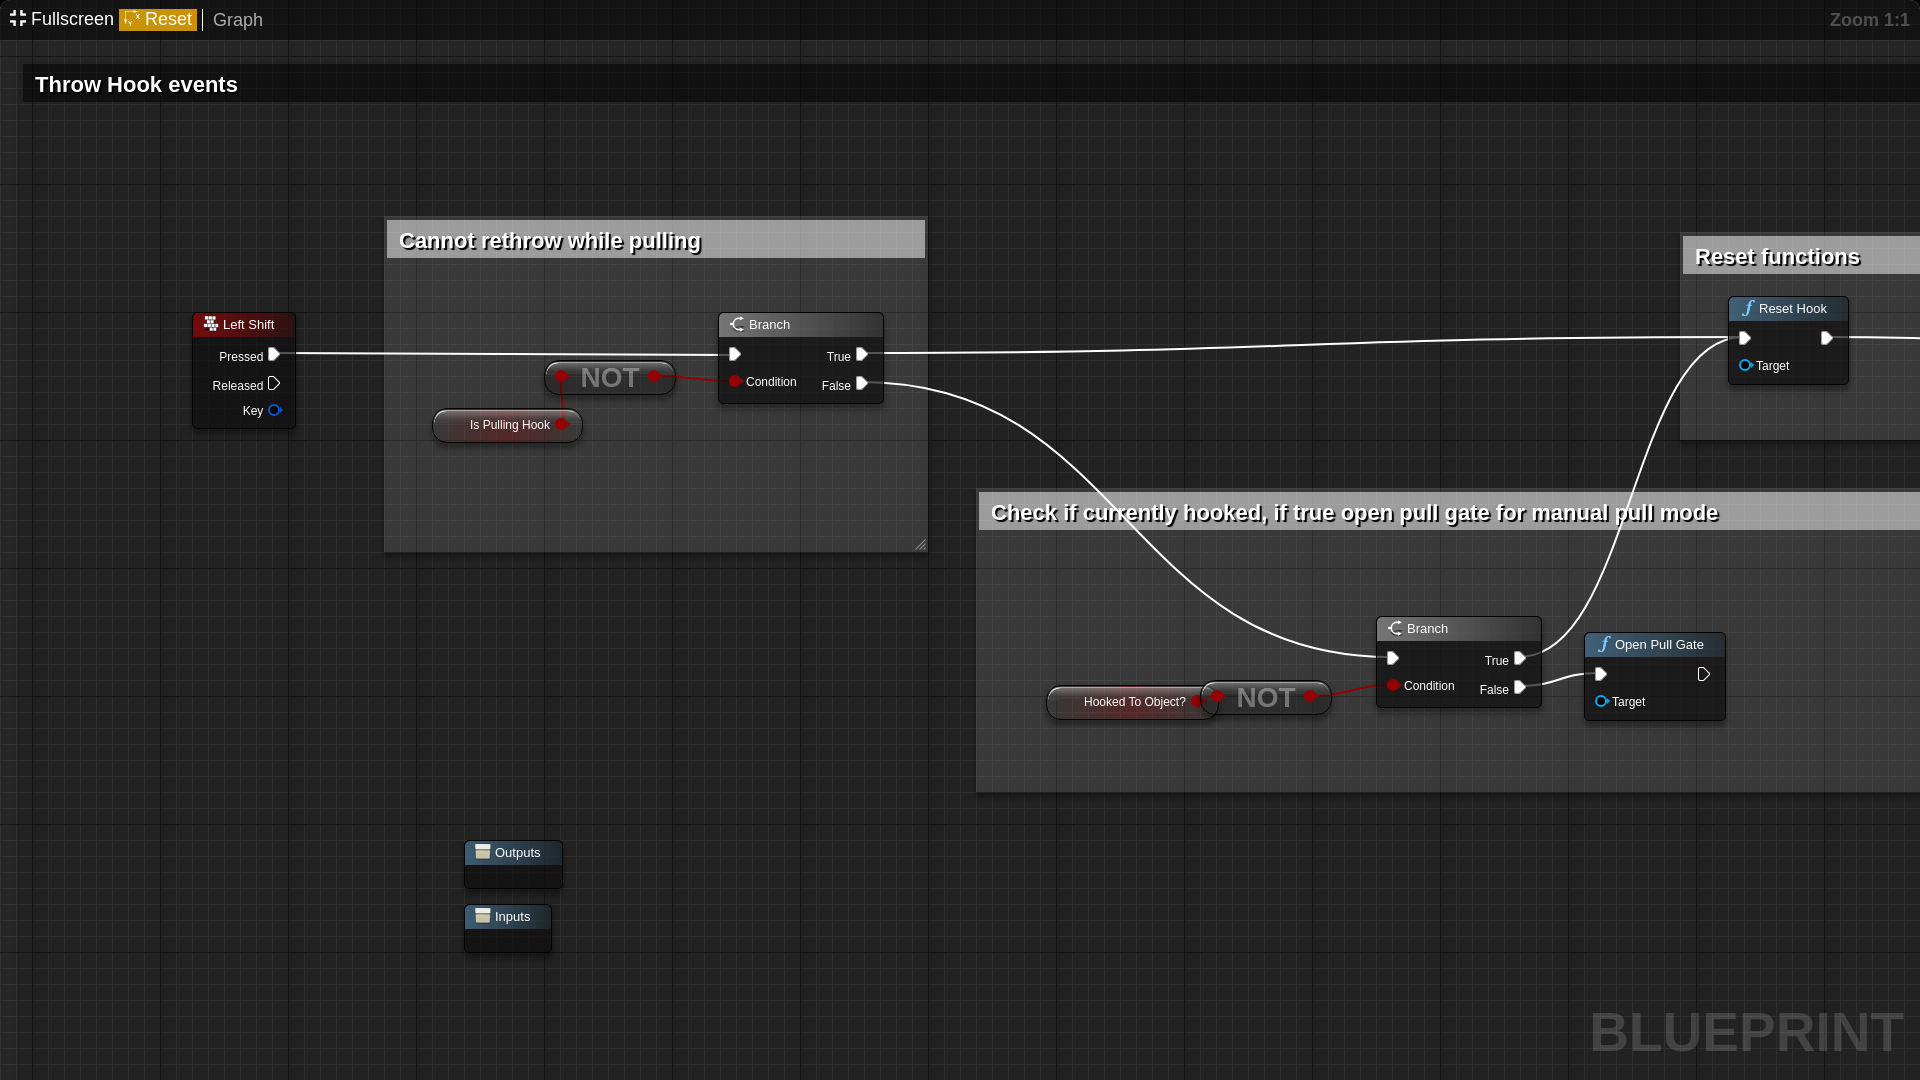 Fullscreen Reset Graph
Zoom 1:1
Throw Hook events
Cannot rethrow while pulling
Left Shift
Pressed
Released
Key
NOT
Is Pulling Hook
Branch
True
Condition
False
Reset functions
Reset Hook
Target
Check if currently hooked, if true open pull gate for manual pull mode
Hooked To Object?
NOT
Branch
True
Condition
False
Open Pull Gate
Target
Outputs
Inputs
BLUEPRINT